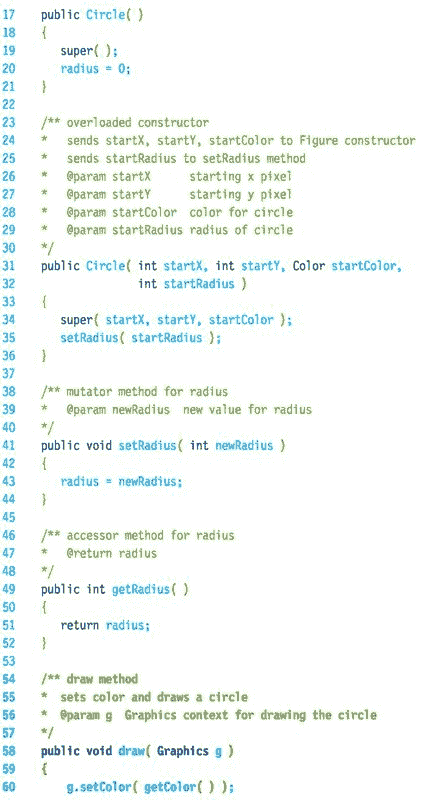 17 public Circle( )
18 {
19 super( );
20 radius = 0;
21 }
22
23 /** overloaded constructor
24 * sends startX, startY, startColor to Figure constructor
25 * sends startRadius to setRadius method
26 * @param startX starting x pixel
27 * @param startY starting y pixel
28 * @param startColor color for circle
29 * @param startRadius radius of circle
30 */
31 public Circle( int startX, int startY, Color startColor,
32 int startRadius )
33 {
34 super( startX, startY, startColor );
35 setRadius( startRadius );
36 }
37
38 /** mutator method for radius
39 * @param newRadius new value for radius
40 */
41 public void setRadius( int newRadius )
42 {
43 radius = newRadius;
44 }
45
46 /** accessor method for radius
47 * @return radius
48 */
49 public int getRadius( )
50 {
51 return radius;
52 }
53
54 /** draw method
55 * sets color and draws a circle
56 * @param g Graphics context for drawing the circle
57 */
58 public void draw( Graphics g )
59 {
60 g.setColor( getColor( ) );